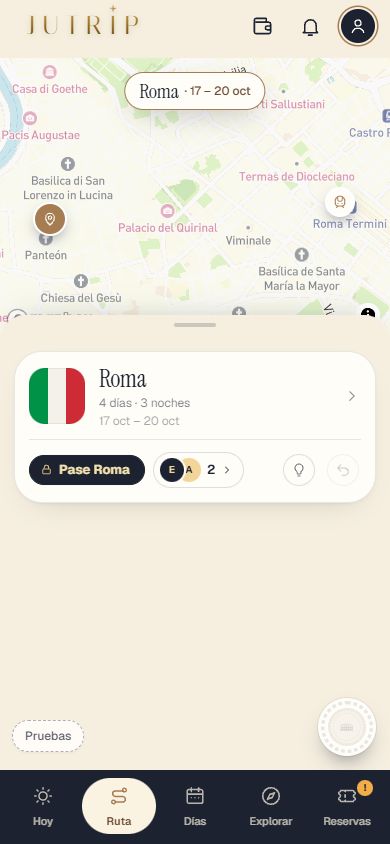 JUTRIP
Casa di Goethe
Roma · 17 – 20 oct
rti Sallustiani
Pacis Augustae
Castro P
Basilica di San
Lorenzo in Lucina
Termas de Diocleciano
Palacio del Quirinal
Roma Termini
Panteón
Viminale
Basílica de Santa
María la Mayor
Chiesa del Gesù
Roma
4 días · 3 noches
17 oct – 20 oct
Pase Roma
E A 2
Pruebas
Hoy
Ruta
Días
Explorar
!
Reservas